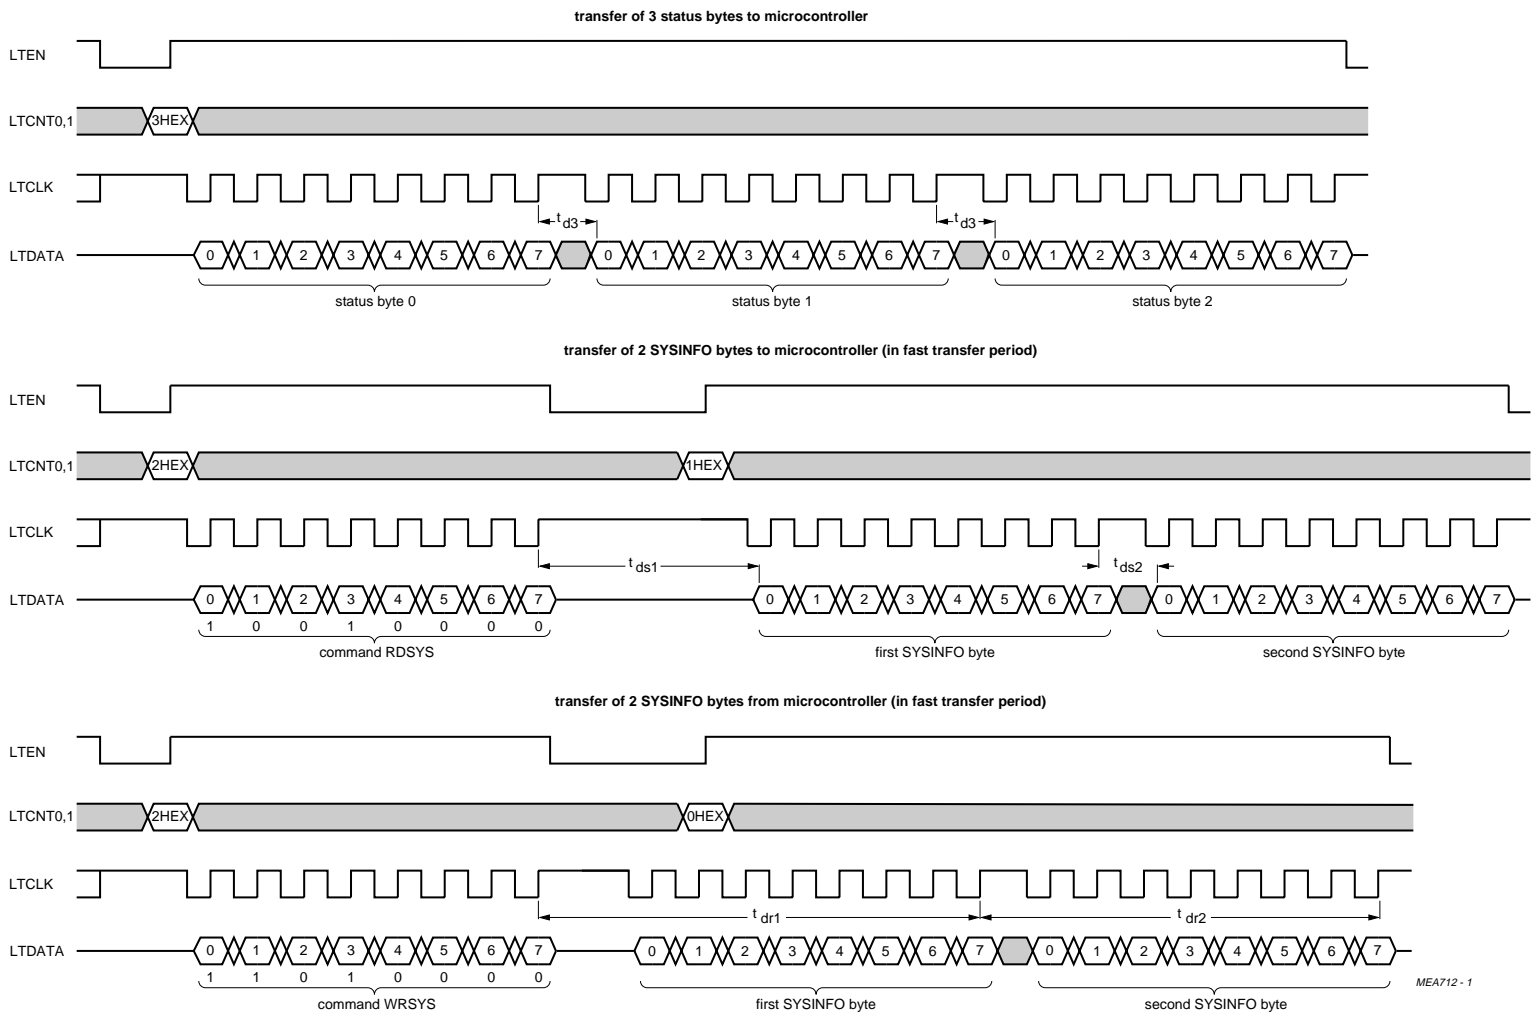 transfer of 3 status bytes to microcontroller
LTEN
LTCNT0,1 3HEX
LTCLK
t d3 t d3
LTDATA 0 1 2 3 4 5 6 7 0 1 2 3 4 5 6 7 0 1 2 3 4 5 6 7
status byte 0 status byte 1 status byte 2
transfer of 2 SYSINFO bytes to microcontroller (in fast transfer period)
LTEN
LTCNT0,1 2HEX 1HEX
LTCLK
t ds1 t ds2
LTDATA 0 1 2 3 4 5 6 7 0 1 2 3 4 5 6 7 0 1 2 3 4 5 6 7
1 0 0 1 0 0 0 0
command RDSYS first SYSINFO byte second SYSINFO byte
transfer of 2 SYSINFO bytes from microcontroller (in fast transfer period)
LTEN
LTCNT0,1 2HEX 0HEX
LTCLK
t dr1 t dr2
LTDATA 0 1 2 3 4 5 6 7 0 1 2 3 4 5 6 7 0 1 2 3 4 5 6 7
1 1 0 1 0 0 0 0
command WRSYS first SYSINFO byte second SYSINFO byte
MEA712 - 1